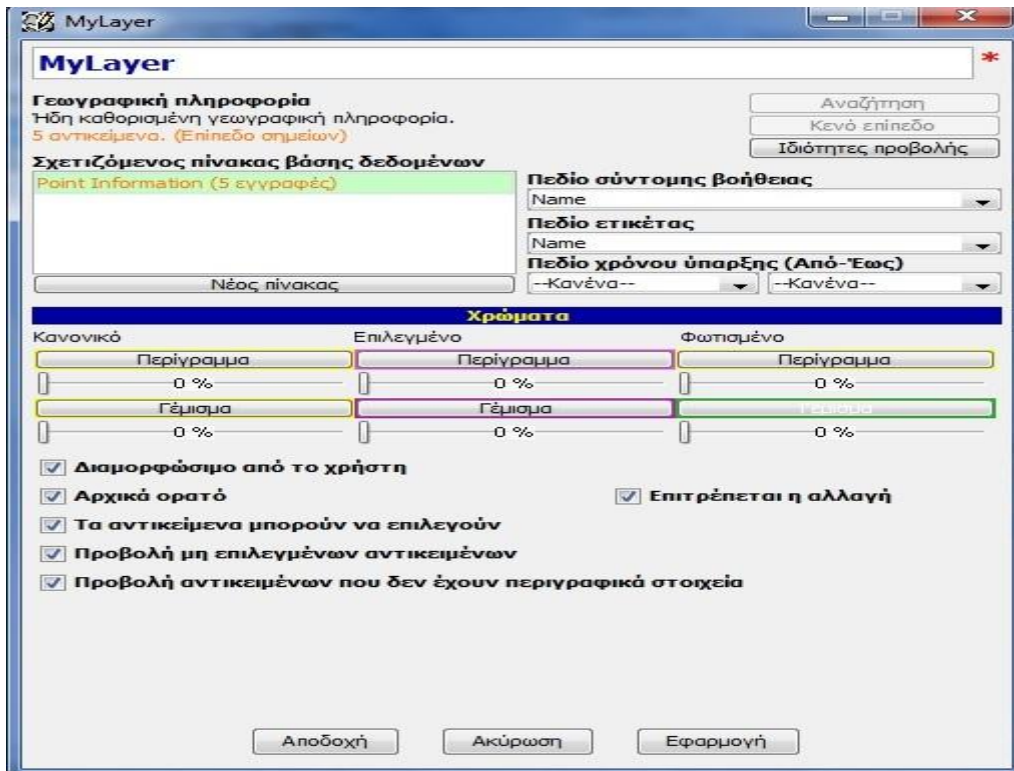 MyLayer
MyLayer *
Γεωγραφική πληροφορία
Ήδη καθορισμένη γεωγραφική πληροφορία.
5 αντικείμενα. (Επίπεδο σημείων)
Αναζήτηση
Κενό επίπεδο
Ιδιότητες προβολής
Σχετιζόμενος πίνακας βάσης δεδομένων
Point Information (5 εγγραφές)
Νέος πίνακας
Πεδίο σύντομης βοήθειας
Name
Πεδίο ετικέτας
Name
Πεδίο χρόνου ύπαρξης (Από-Έως)
--Κανένα-- --Κανένα--
Χρώματα
Κανονικό Επιλεγμένο Φωτισμένο
Περίγραμμα Περίγραμμα Περίγραμμα
0 % 0 % 0 %
Γέμισμα Γέμισμα Γέμισμα
0 % 0 % 0 %
Διαμορφώσιμο από το χρήστη
Αρχικά ορατό Επιτρέπεται η αλλαγή
Τα αντικείμενα μπορούν να επιλεγούν
Προβολή μη επιλεγμένων αντικειμένων
Προβολή αντικειμένων που δεν έχουν περιγραφικά στοιχεία
Αποδοχή Ακύρωση Εφαρμογή